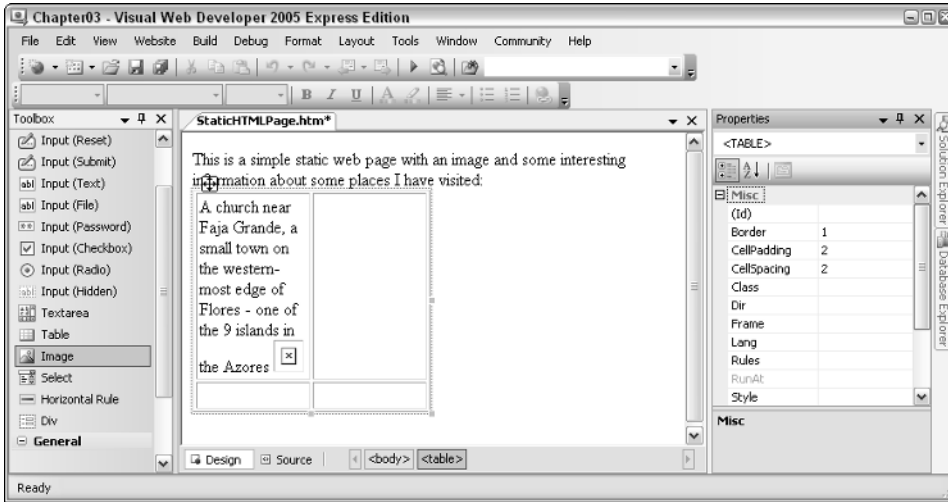 Chapter03 - Visual Web Developer 2005 Express Edition
File Edit View Website Build Debug Format Layout Tools Window Community Help
B I U A
Toolbox
Input (Reset)
Input (Submit)
abl Input (Text)
abl Input (File)
Input (Password)
Input (Checkbox)
Input (Radio)
abl Input (Hidden)
Textarea
Table
Image
Select
Horizontal Rule
Div
General
StaticHTMLPage.htm*
This is a simple static web page with an image and some interesting
information about some places I have visited:
A church near
Faja Grande, a
small town on
the western-
most edge of
Flores - one of
the 9 islands in
the Azores
Design Source <body> <table>
Properties
<TABLE>
Misc
(Id)
Border 1
CellPadding 2
CellSpacing 2
Class
Dir
Frame
Lang
Rules
RunAt
Style
Misc
Solution Explorer
Database Explorer
Ready